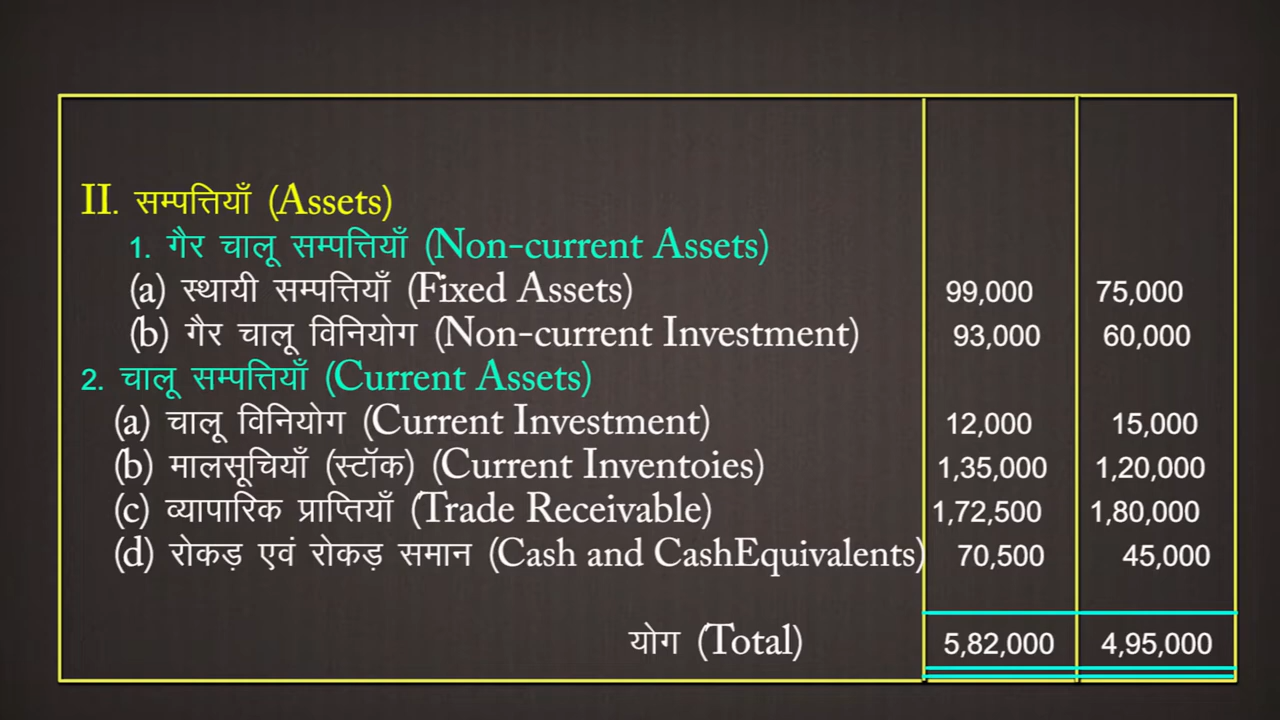 II. सम्पत्तियाँ (Assets)
1. गैर चालू सम्पत्तियाँ (Non-current Assets)
(a) स्थायी सम्पत्तियाँ (Fixed Assets) 99,000 75,000
(b) गैर चालू विनियोग (Non-current Investment) 93,000 60,000
2. चालू सम्पत्तियाँ (Current Assets)
(a) चालू विनियोग (Current Investment) 12,000 15,000
(b) मालसूचियाँ (स्टॉक) (Current Inventoies) 1,35,000 1,20,000
(c) व्यापारिक प्राप्तियाँ (Trade Receivable) 1,72,500 1,80,000
(d) रोकड़ एवं रोकड़ समान (Cash and CashEquivalents) 70,500 45,000
योग (Total) 5,82,000 4,95,000